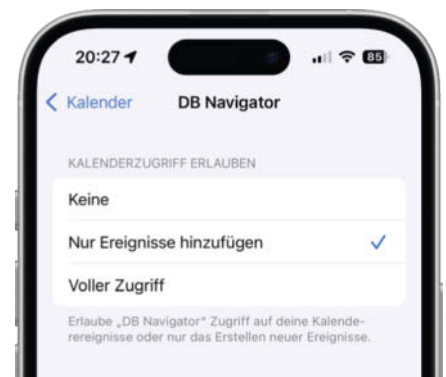 20:27
85
Kalender
DB Navigator
KALENDERZUGRIFF ERLAUBEN
Keine
Nur Ereignisse hinzufügen
Voller Zugriff
Erlaube „DB Navigator“ Zugriff auf deine Kalende-
rereignisse oder nur das Erstellen neuer Ereignisse.